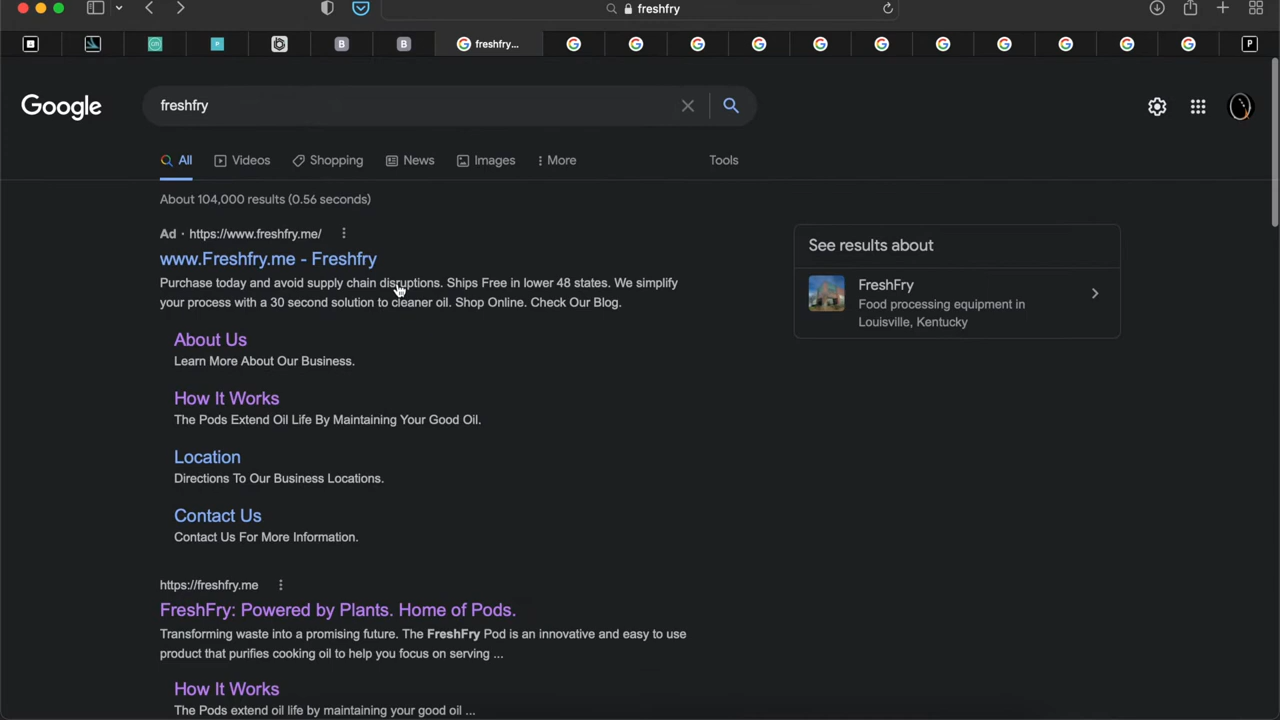 freshfry
freshfry...
Google
freshfry
All
Videos
Shopping
News
Images
More
Tools
About 104,000 results (0.56 seconds)
Ad · https://www.freshfry.me/
www.Freshfry.me - Freshfry
Purchase today and avoid supply chain disruptions. Ships Free in lower 48 states. We simplify
your process with a 30 second solution to cleaner oil. Shop Online. Check Our Blog.
About Us
Learn More About Our Business.
How It Works
The Pods Extend Oil Life By Maintaining Your Good Oil.
Location
Directions To Our Business Locations.
Contact Us
Contact Us For More Information.
https://freshfry.me
FreshFry: Powered by Plants. Home of Pods.
Transforming waste into a promising future. The FreshFry Pod is an innovative and easy to use
product that purifies cooking oil to help you focus on serving ...
How It Works
The Pods extend oil life by maintaining your good oil ...
See results about
FreshFry
Food processing equipment in
Louisville, Kentucky